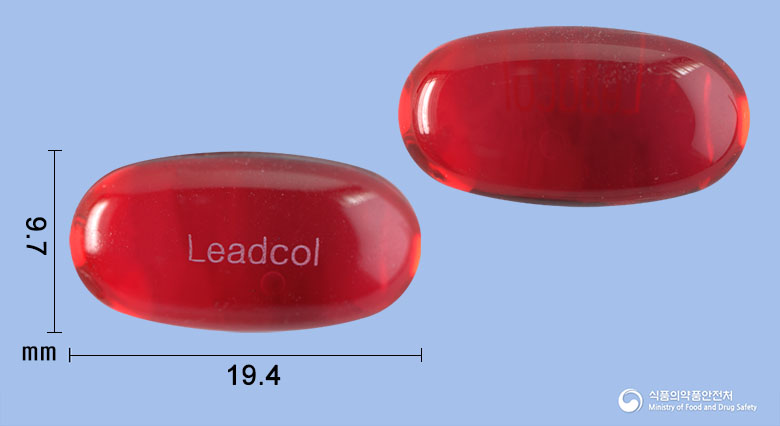 Leadcol
9.7
mm
19.4
식품의약품안전처
Ministry of Food and Drug Safety